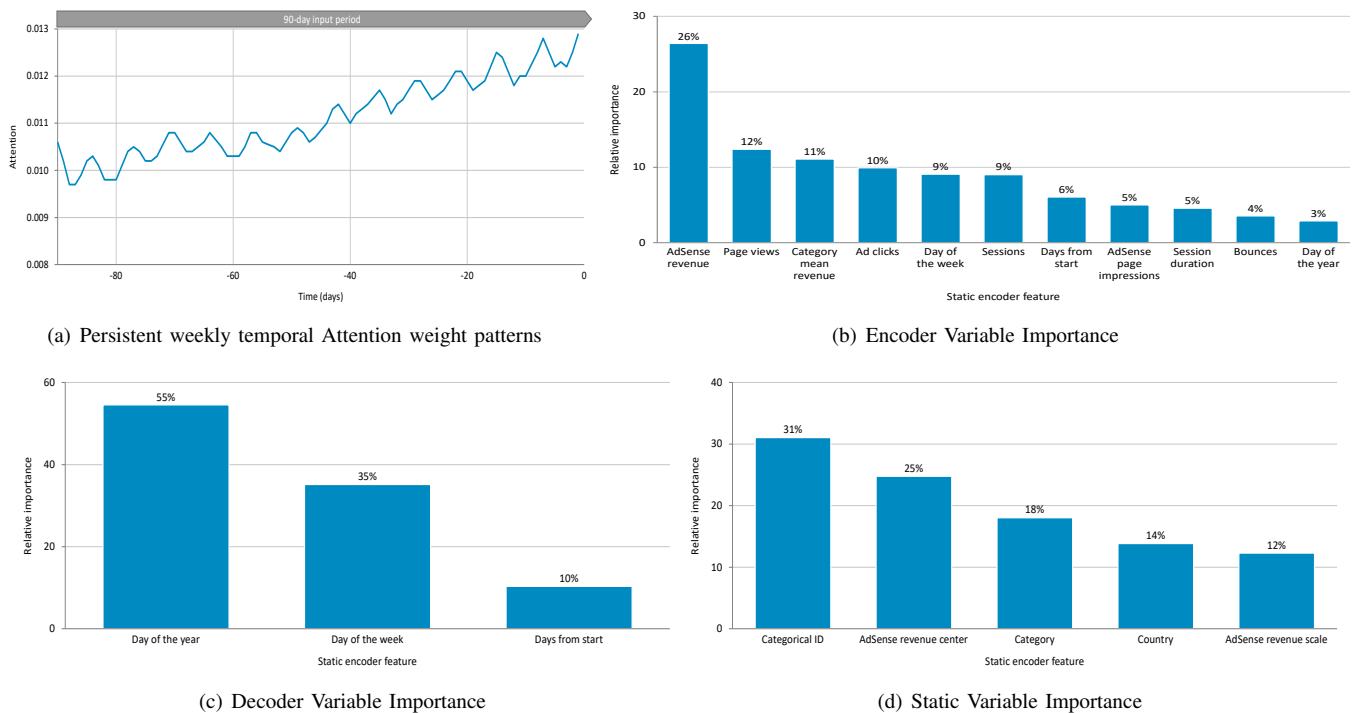 90-day input period
0.013
0.012
0.011
0.010
0.009
0.008
Attention
-80
-60
-40
-20
0
Time (days)
(a) Persistent weekly temporal Attention weight patterns
30
20
10
0
Relative importance
26%
12%
11%
10%
9%
9%
6%
5%
5%
4%
3%
AdSense
revenue
Page views
Category
mean
revenue
Ad clicks
Day of
the week
Sessions
Days from
start
AdSense
page
impressions
Session
duration
Bounces
Day of
the year
Static encoder feature
(b) Encoder Variable Importance
60
40
20
0
Relative importance
55%
35%
10%
Day of the year
Day of the week
Days from start
Static encoder feature
(c) Decoder Variable Importance
40
30
20
10
0
Relative importance
31%
25%
18%
14%
12%
Categorical ID
AdSense revenue center
Category
Country
AdSense revenue scale
Static encoder feature
(d) Static Variable Importance